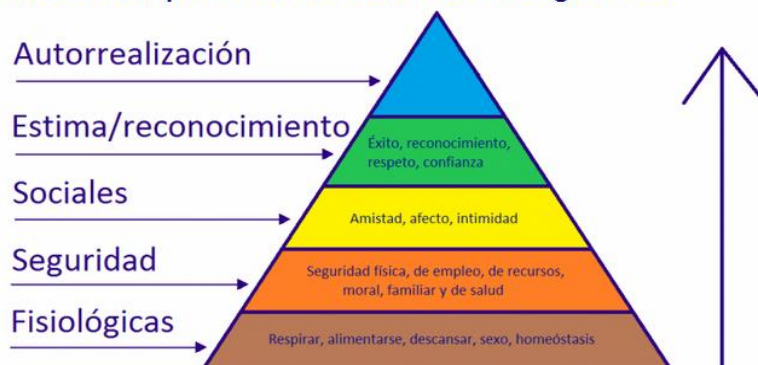 Autorrealización
Estima/reconocimiento
Éxito, reconocimiento,
respeto, confianza
Sociales
Amistad, afecto, intimidad
Seguridad
Seguridad física, de empleo, de recursos,
moral, familiar y de salud
Fisiológicas
Respirar, alimentarse, descansar, sexo, homeóstasis